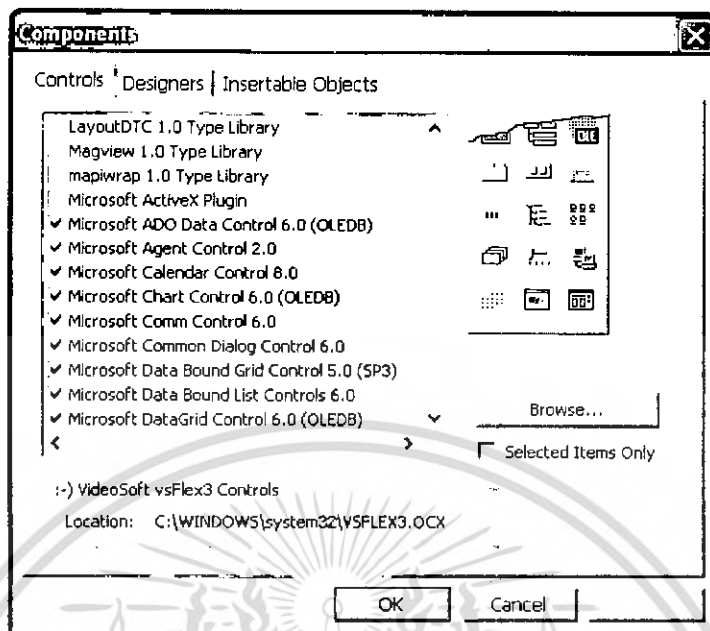 Components
Controls Designers Insertable Objects
LayoutDTC 1.0 Type Library
Magview 1.0 Type Library
mapiwrap 1.0 Type Library
Microsoft ActiveX Plugin
Microsoft ADO Data Control 6.0 (OLEDB)
Microsoft Agent Control 2.0
Microsoft Calendar Control 8.0
Microsoft Chart Control 6.0 (OLEDB)
Microsoft Comm Control 6.0
Microsoft Common Dialog Control 6.0
Microsoft Data Bound Grid Control 5.0 (SP3)
Microsoft Data Bound List Controls 6.0
Microsoft DataGrid Control 6.0 (OLEDB)
Browse...
Selected Items Only
:-) VideoSoft vsFlex3 Controls
Location: C:\WINDOWS\system32\VSFLEX3.OCX
OK Cancel